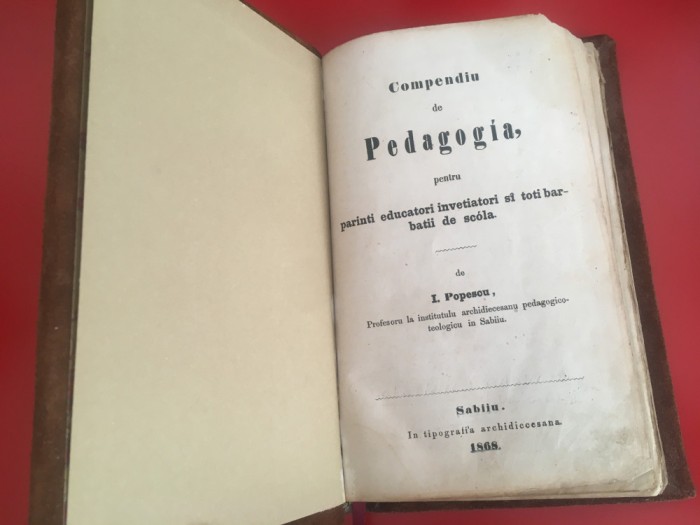 Compendiu
de
Pedagogía,
pentru
parinti educatori invetiatori sî toti bar-
batii de scóla.
de
I. Popescu,
Profesoru la institutulu archidiecesanu pedagogico-
teologicu in Sabiiu.
Sabiiu.
In tipografi'a archidiecesana.
1868.